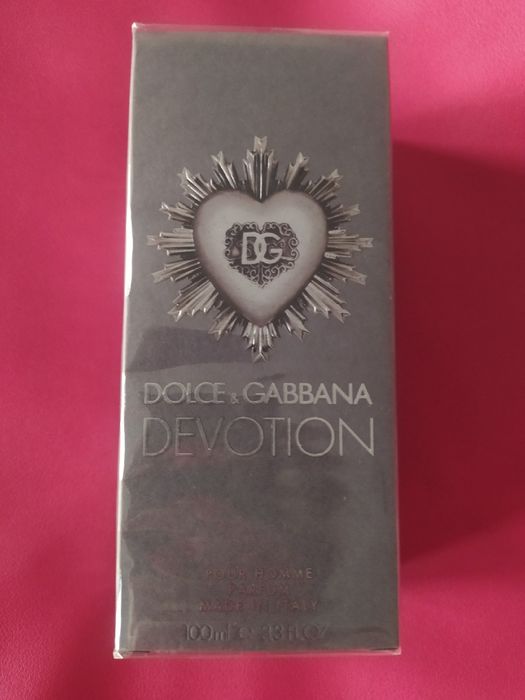 DG
DOLCE & GABBANA
DEVOTION
POUR HOMME
PARFUM
MADE IN ITALY
100ml℮ 3.3 FL.OZ